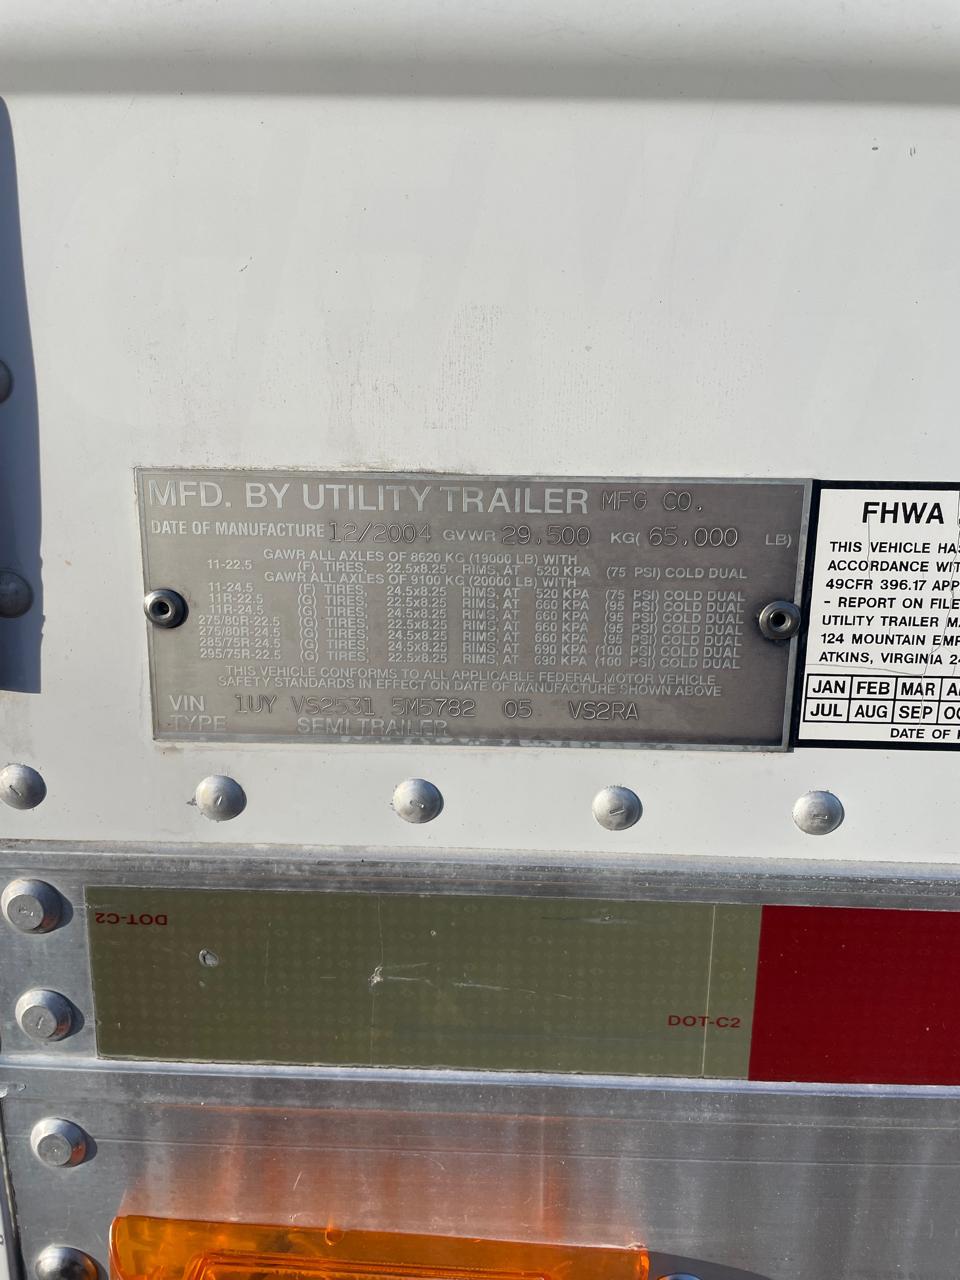 MFD. BY UTILITY TRAILER MFG CO.
DATE OF MANUFACTURE 12/2004 GVWR 29,500 KG( 65,000 LB)
GAWR ALL AXLES OF 8620 KG (19000 LB) WITH
11-22.5 (F) TIRES, 22.5x8.25 RIMS, AT 520 KPA (75 PSI) COLD DUAL
GAWR ALL AXLES OF 9100 KG (20000 LB) WITH
11-24.5 (F) TIRES, 24.5x8.25 RIMS, AT 520 KPA (75 PSI) COLD DUAL
11R-22.5 (G) TIRES, 22.5x8.25 RIMS, AT 660 KPA (95 PSI) COLD DUAL
11R-24.5 (G) TIRES, 24.5x8.25 RIMS, AT 660 KPA (95 PSI) COLD DUAL
275/80R-22.5 (G) TIRES, 22.5x8.25 RIMS, AT 660 KPA (95 PSI) COLD DUAL
275/80R-24.5 (G) TIRES, 24.5x8.25 RIMS, AT 660 KPA (95 PSI) COLD DUAL
285/75R-24.5 (G) TIRES, 24.5x8.25 RIMS, AT 690 KPA (100 PSI) COLD DUAL
295/75R-22.5 (G) TIRES, 22.5x8.25 RIMS, AT 690 KPA (100 PSI) COLD DUAL
THIS VEHICLE CONFORMS TO ALL APPLICABLE FEDERAL MOTOR VEHICLE
SAFETY STANDARDS IN EFFECT ON DATE OF MANUFACTURE SHOWN ABOVE
VIN 1UY VS2531 5M5782 05 VS2RA
TYPE SEMI TRAILER
FHWA
THIS VEHICLE HA
ACCORDANCE WIT
49CFR 396.17 APP
- REPORT ON FILE
UTILITY TRAILER M
124 MOUNTAIN EMP
ATKINS, VIRGINIA 24
JAN FEB MAR A
JUL AUG SEP OC
DATE OF
DOT-C2
DOT-C2